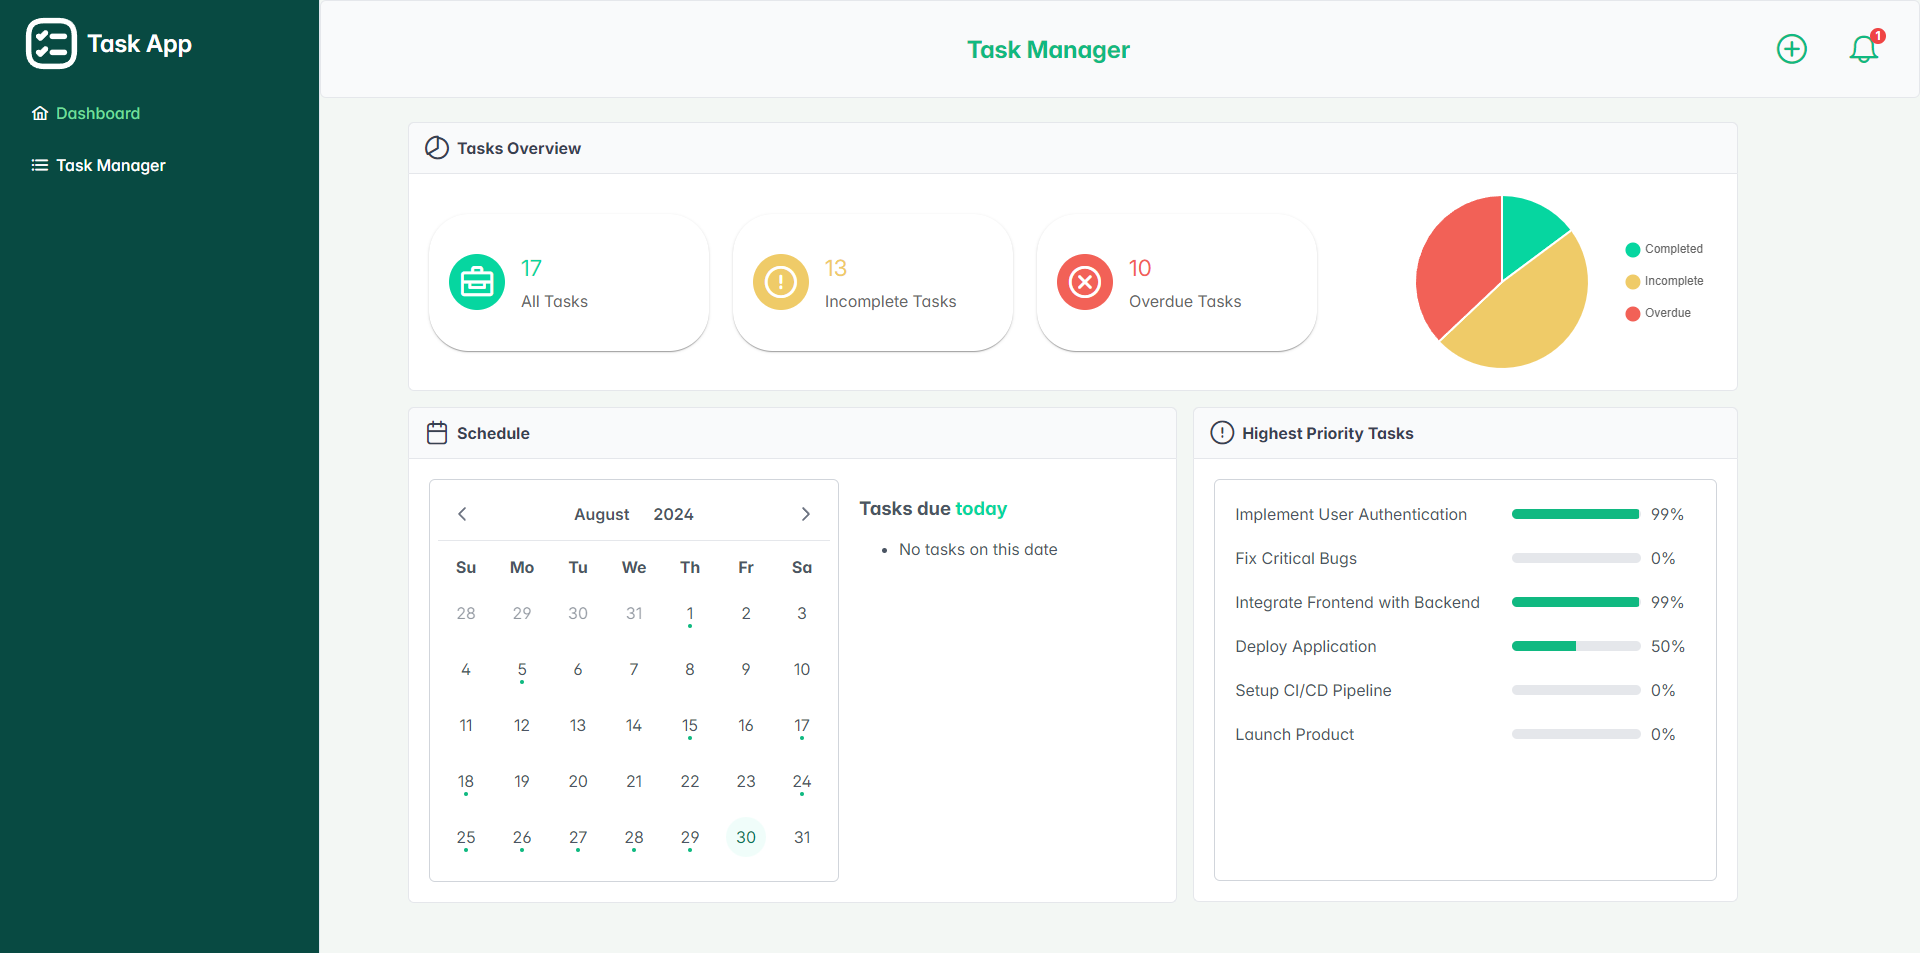 Task App
Dashboard
Task Manager
Task Manager
1
Tasks Overview
17
All Tasks
13
Incomplete Tasks
10
Overdue Tasks
Completed
Incomplete
Overdue
Schedule
August 2024
Su Mo Tu We Th Fr Sa
28 29 30 31 1 2 3
4 5 6 7 8 9 10
11 12 13 14 15 16 17
18 19 20 21 22 23 24
25 26 27 28 29 30 31
Tasks due today
• No tasks on this date
Highest Priority Tasks
Implement User Authentication 99%
Fix Critical Bugs 0%
Integrate Frontend with Backend 99%
Deploy Application 50%
Setup CI/CD Pipeline 0%
Launch Product 0%